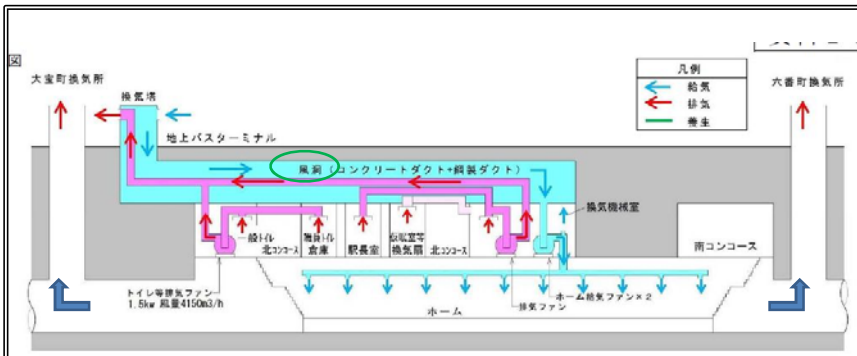 図
凡例
給気
排気
養生
大宝町換気所
換気塔
六番町換気所
地上バスターミナル
風洞(コンクリートダクト+鋼製ダクト)
換気機械室
一般トイレ
北コンコース
職員トイレ
倉庫
駅長室
仮眠室等
換気扇
北コンコース
南コンコース
トイレ等排気ファン
1.5kw 風量4150m3/h
ホーム給気ファン×2
排気ファン
ホーム